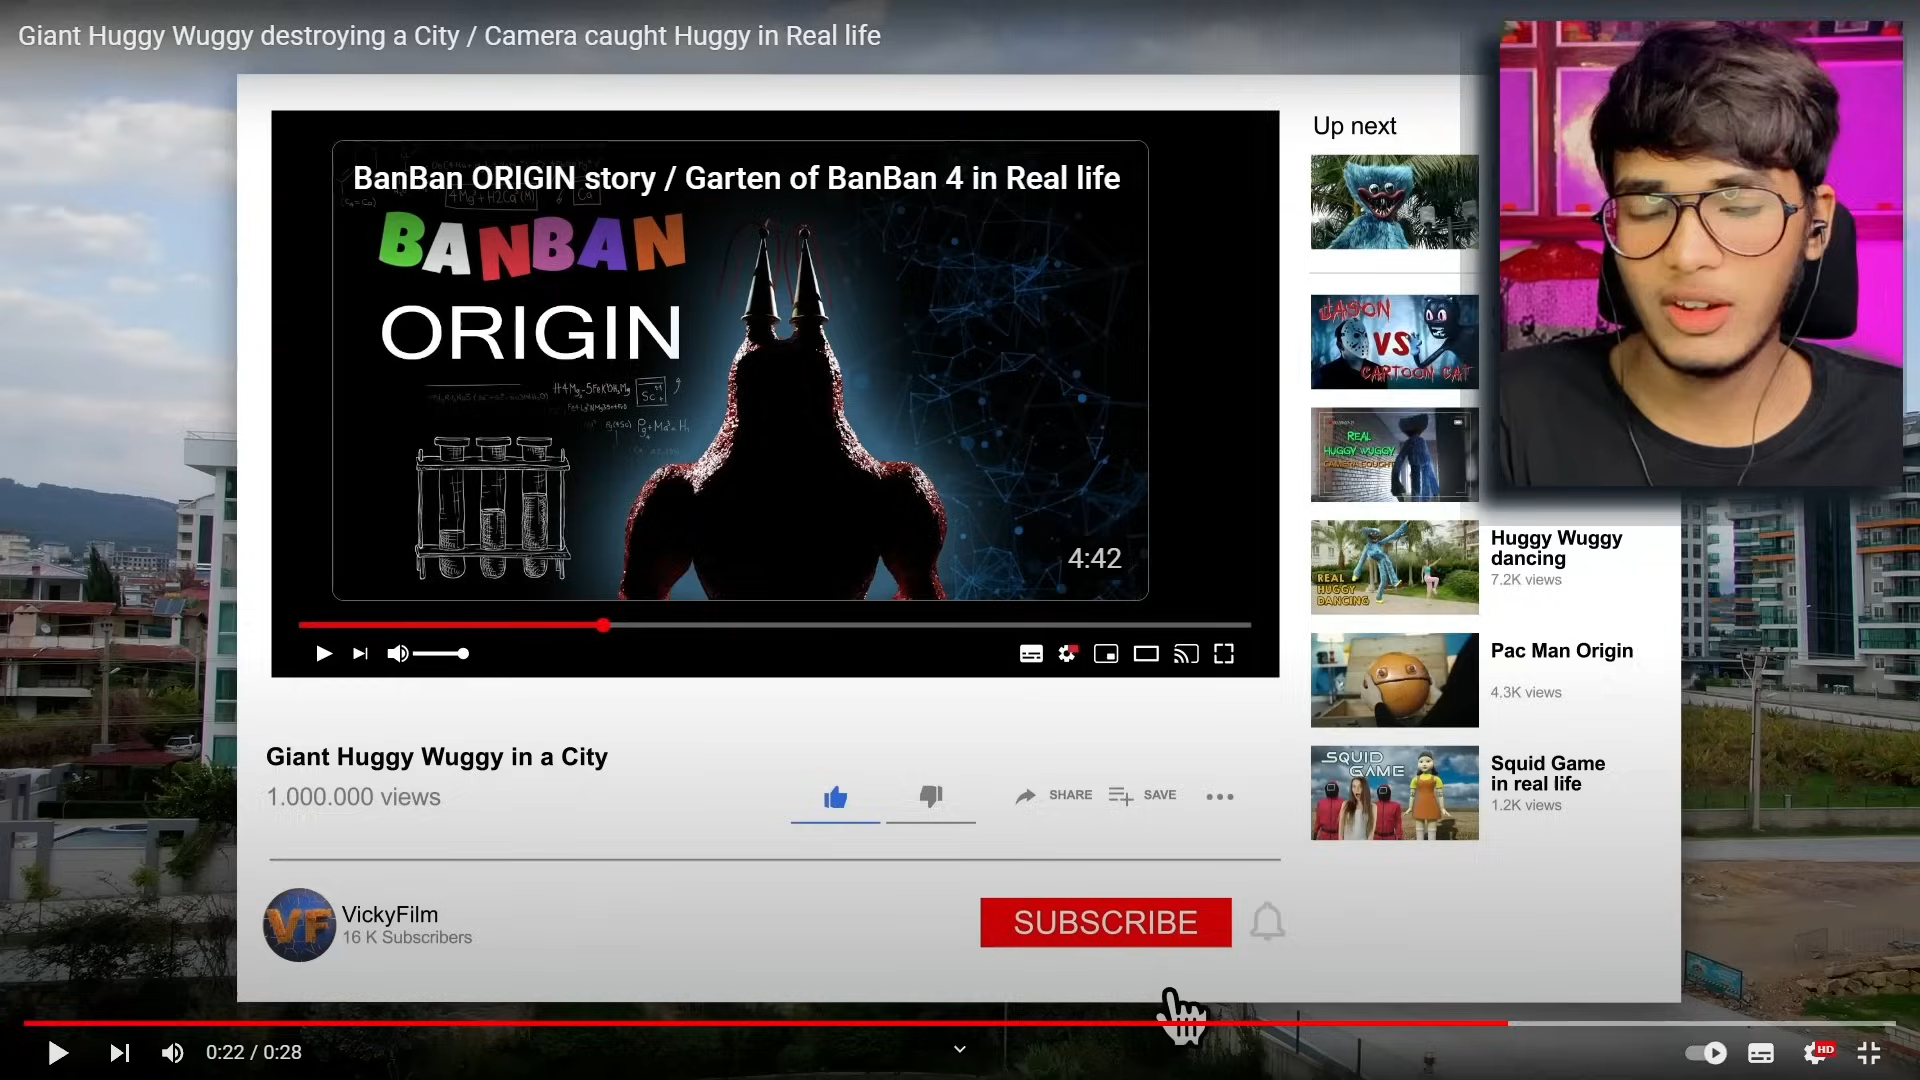 Giant Huggy Wuggy destroying a City / Camera caught Huggy in Real life
BanBan ORIGIN story / Garten of BanBan 4 in Real life
BANBAN
ORIGIN
4:42
Up next
JASON
VS
CARTOON CAT
REAL
HUGGY WUGGY
CAMERA CAUGHT
REAL
HUGGY
DANCING
Huggy Wuggy
dancing
7.2K views
Pac Man Origin
4.3K views
SQUID
GAME
Squid Game
in real life
1.2K views
Giant Huggy Wuggy in a City
1.000.000 views
SHARE
SAVE
VF
VickyFilm
16 K Subscribers
SUBSCRIBE
0:22 / 0:28
HD